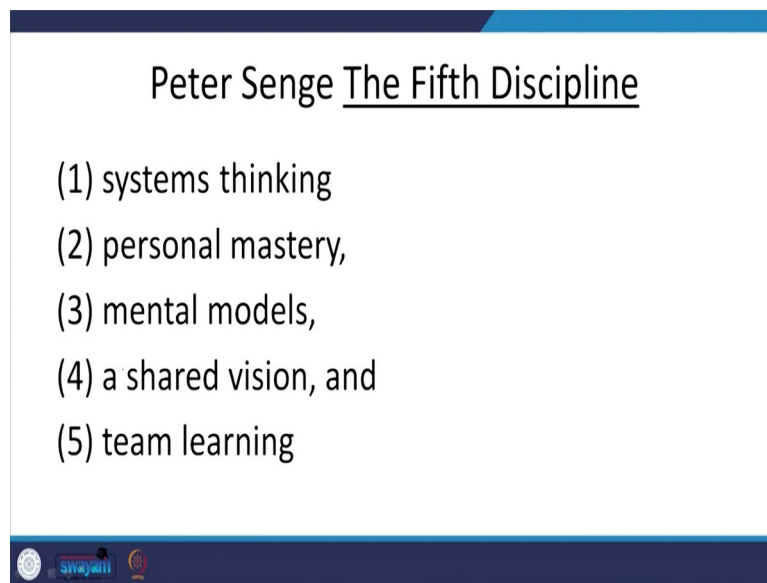 Peter Senge The Fifth Discipline
(1) systems thinking
(2) personal mastery,
(3) mental models,
(4) a shared vision, and
(5) team learning
swayam